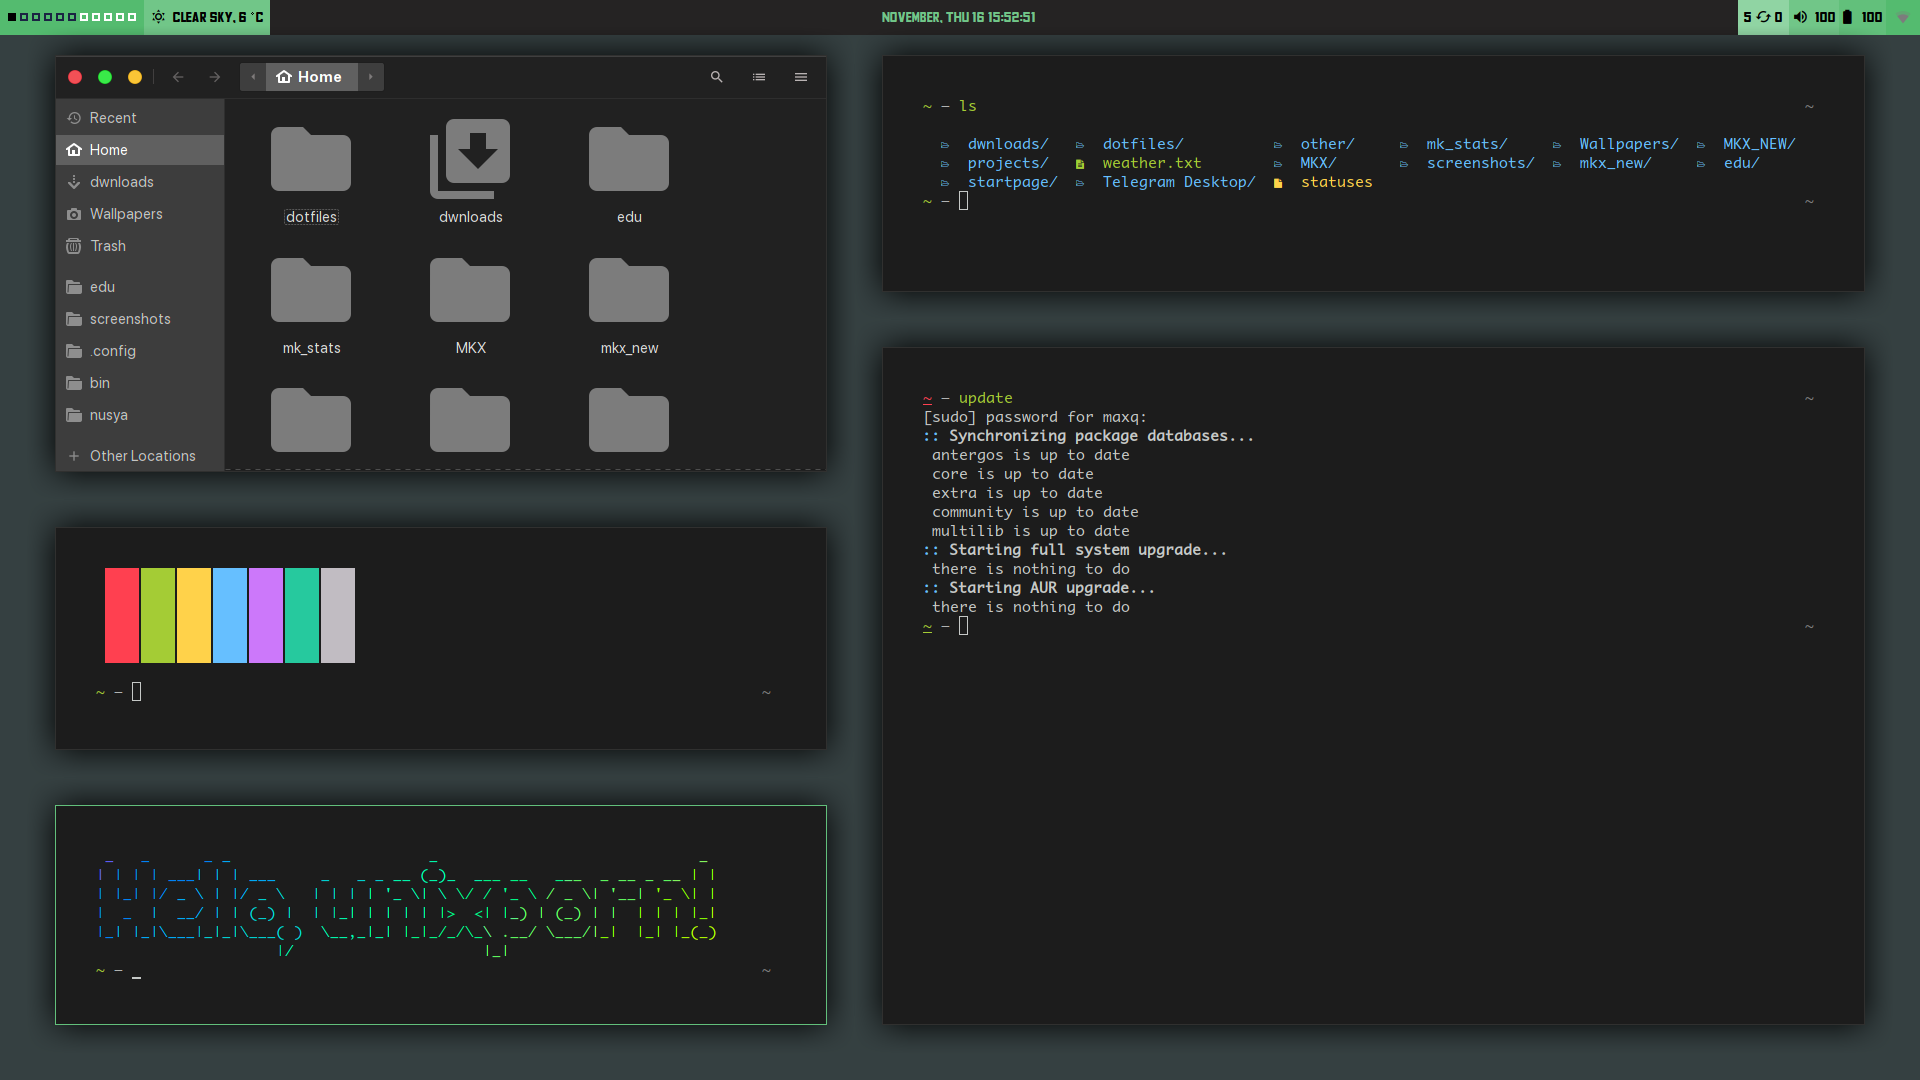 CLEAR SKY, 6 °C
NOVEMBER, THU 16 15:52:51
5 0 100 100
Home
Recent
Home
dwnloads
Wallpapers
Trash
edu
screenshots
.config
bin
nusya
Other Locations
dotfiles dwnloads edu
mk_stats MKX mkx_new
~ – ls ~
dwnloads/ dotfiles/ other/ mk_stats/ Wallpapers/ MKX_NEW/
projects/ weather.txt MKX/ screenshots/ mkx_new/ edu/
startpage/ Telegram Desktop/ statuses
~ – ~
~ – update ~
[sudo] password for maxq:
:: Synchronizing package databases...
antergos is up to date
core is up to date
extra is up to date
community is up to date
multilib is up to date
:: Starting full system upgrade...
there is nothing to do
:: Starting AUR upgrade...
there is nothing to do
~ – ~
~ – ~
Hello, unixporn!
~ – _ ~